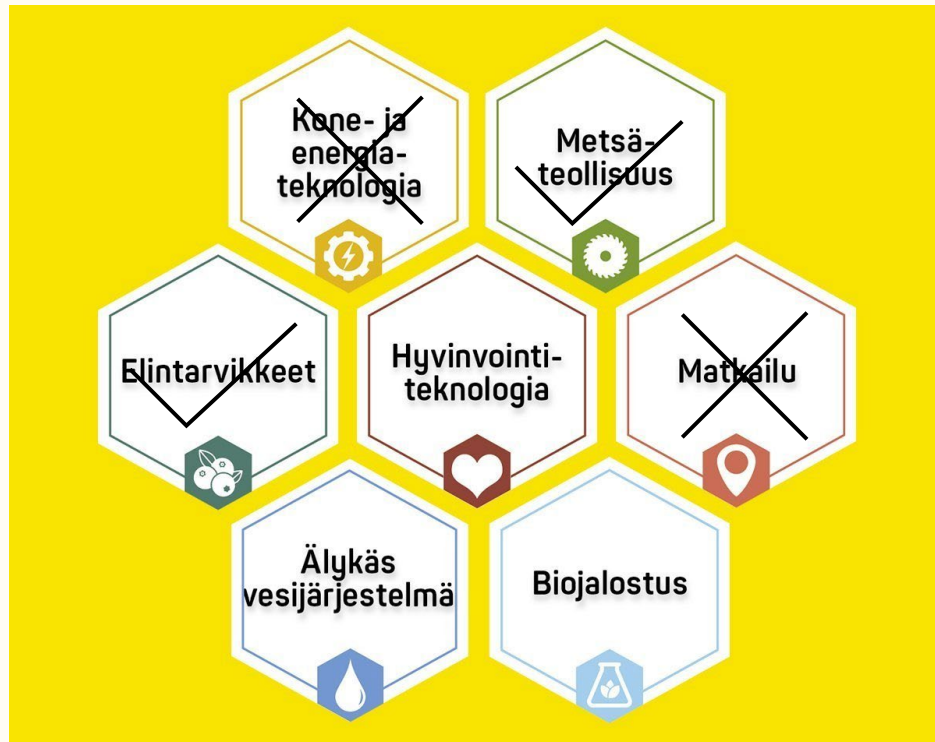 Kone- ja
energia-
teknologia
Metsä-
teollisuus
Elintarvikkeet
Hyvinvointi-
teknologia
Matkailu
Älykäs
vesijärjestelmä
Biojalostus